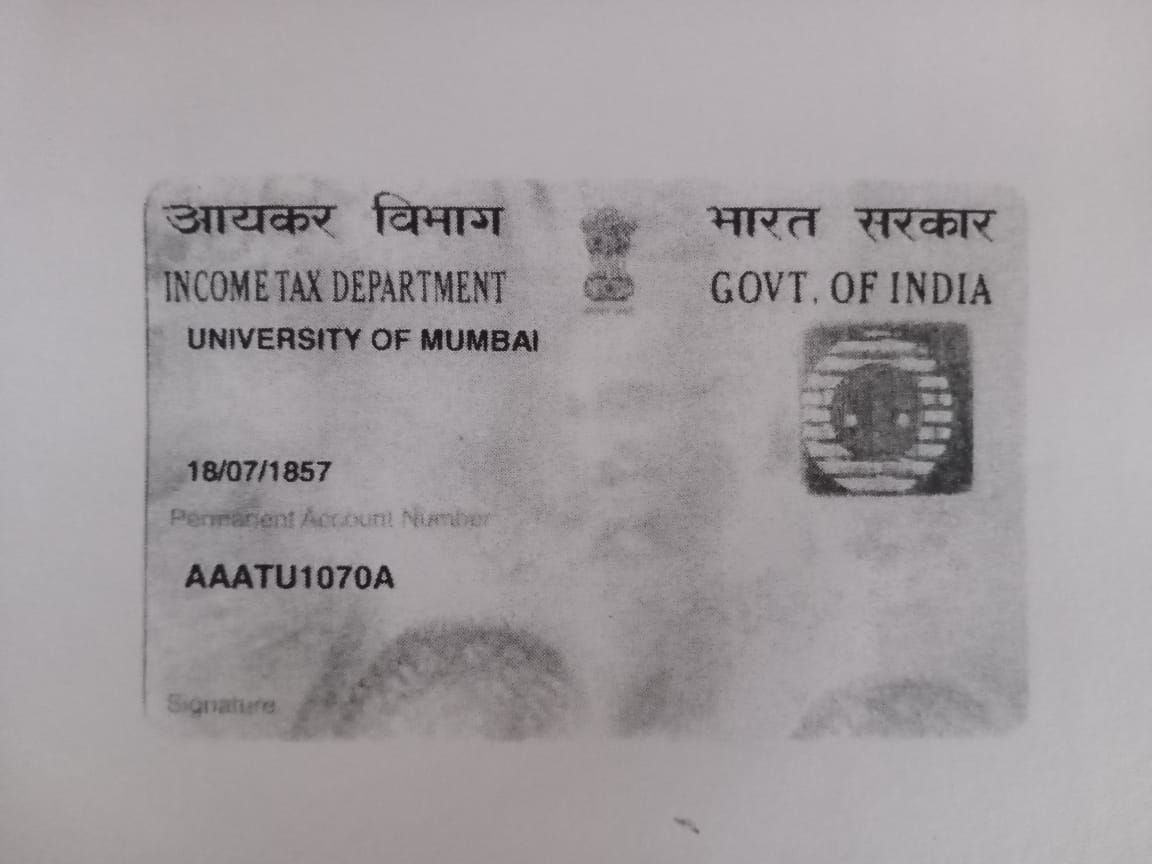 आयकर विभाग
भारत सरकार
INCOME TAX DEPARTMENT
GOVT. OF INDIA
UNIVERSITY OF MUMBAI
18/07/1857
Permanent Account Number
AAATU1070A
Signature